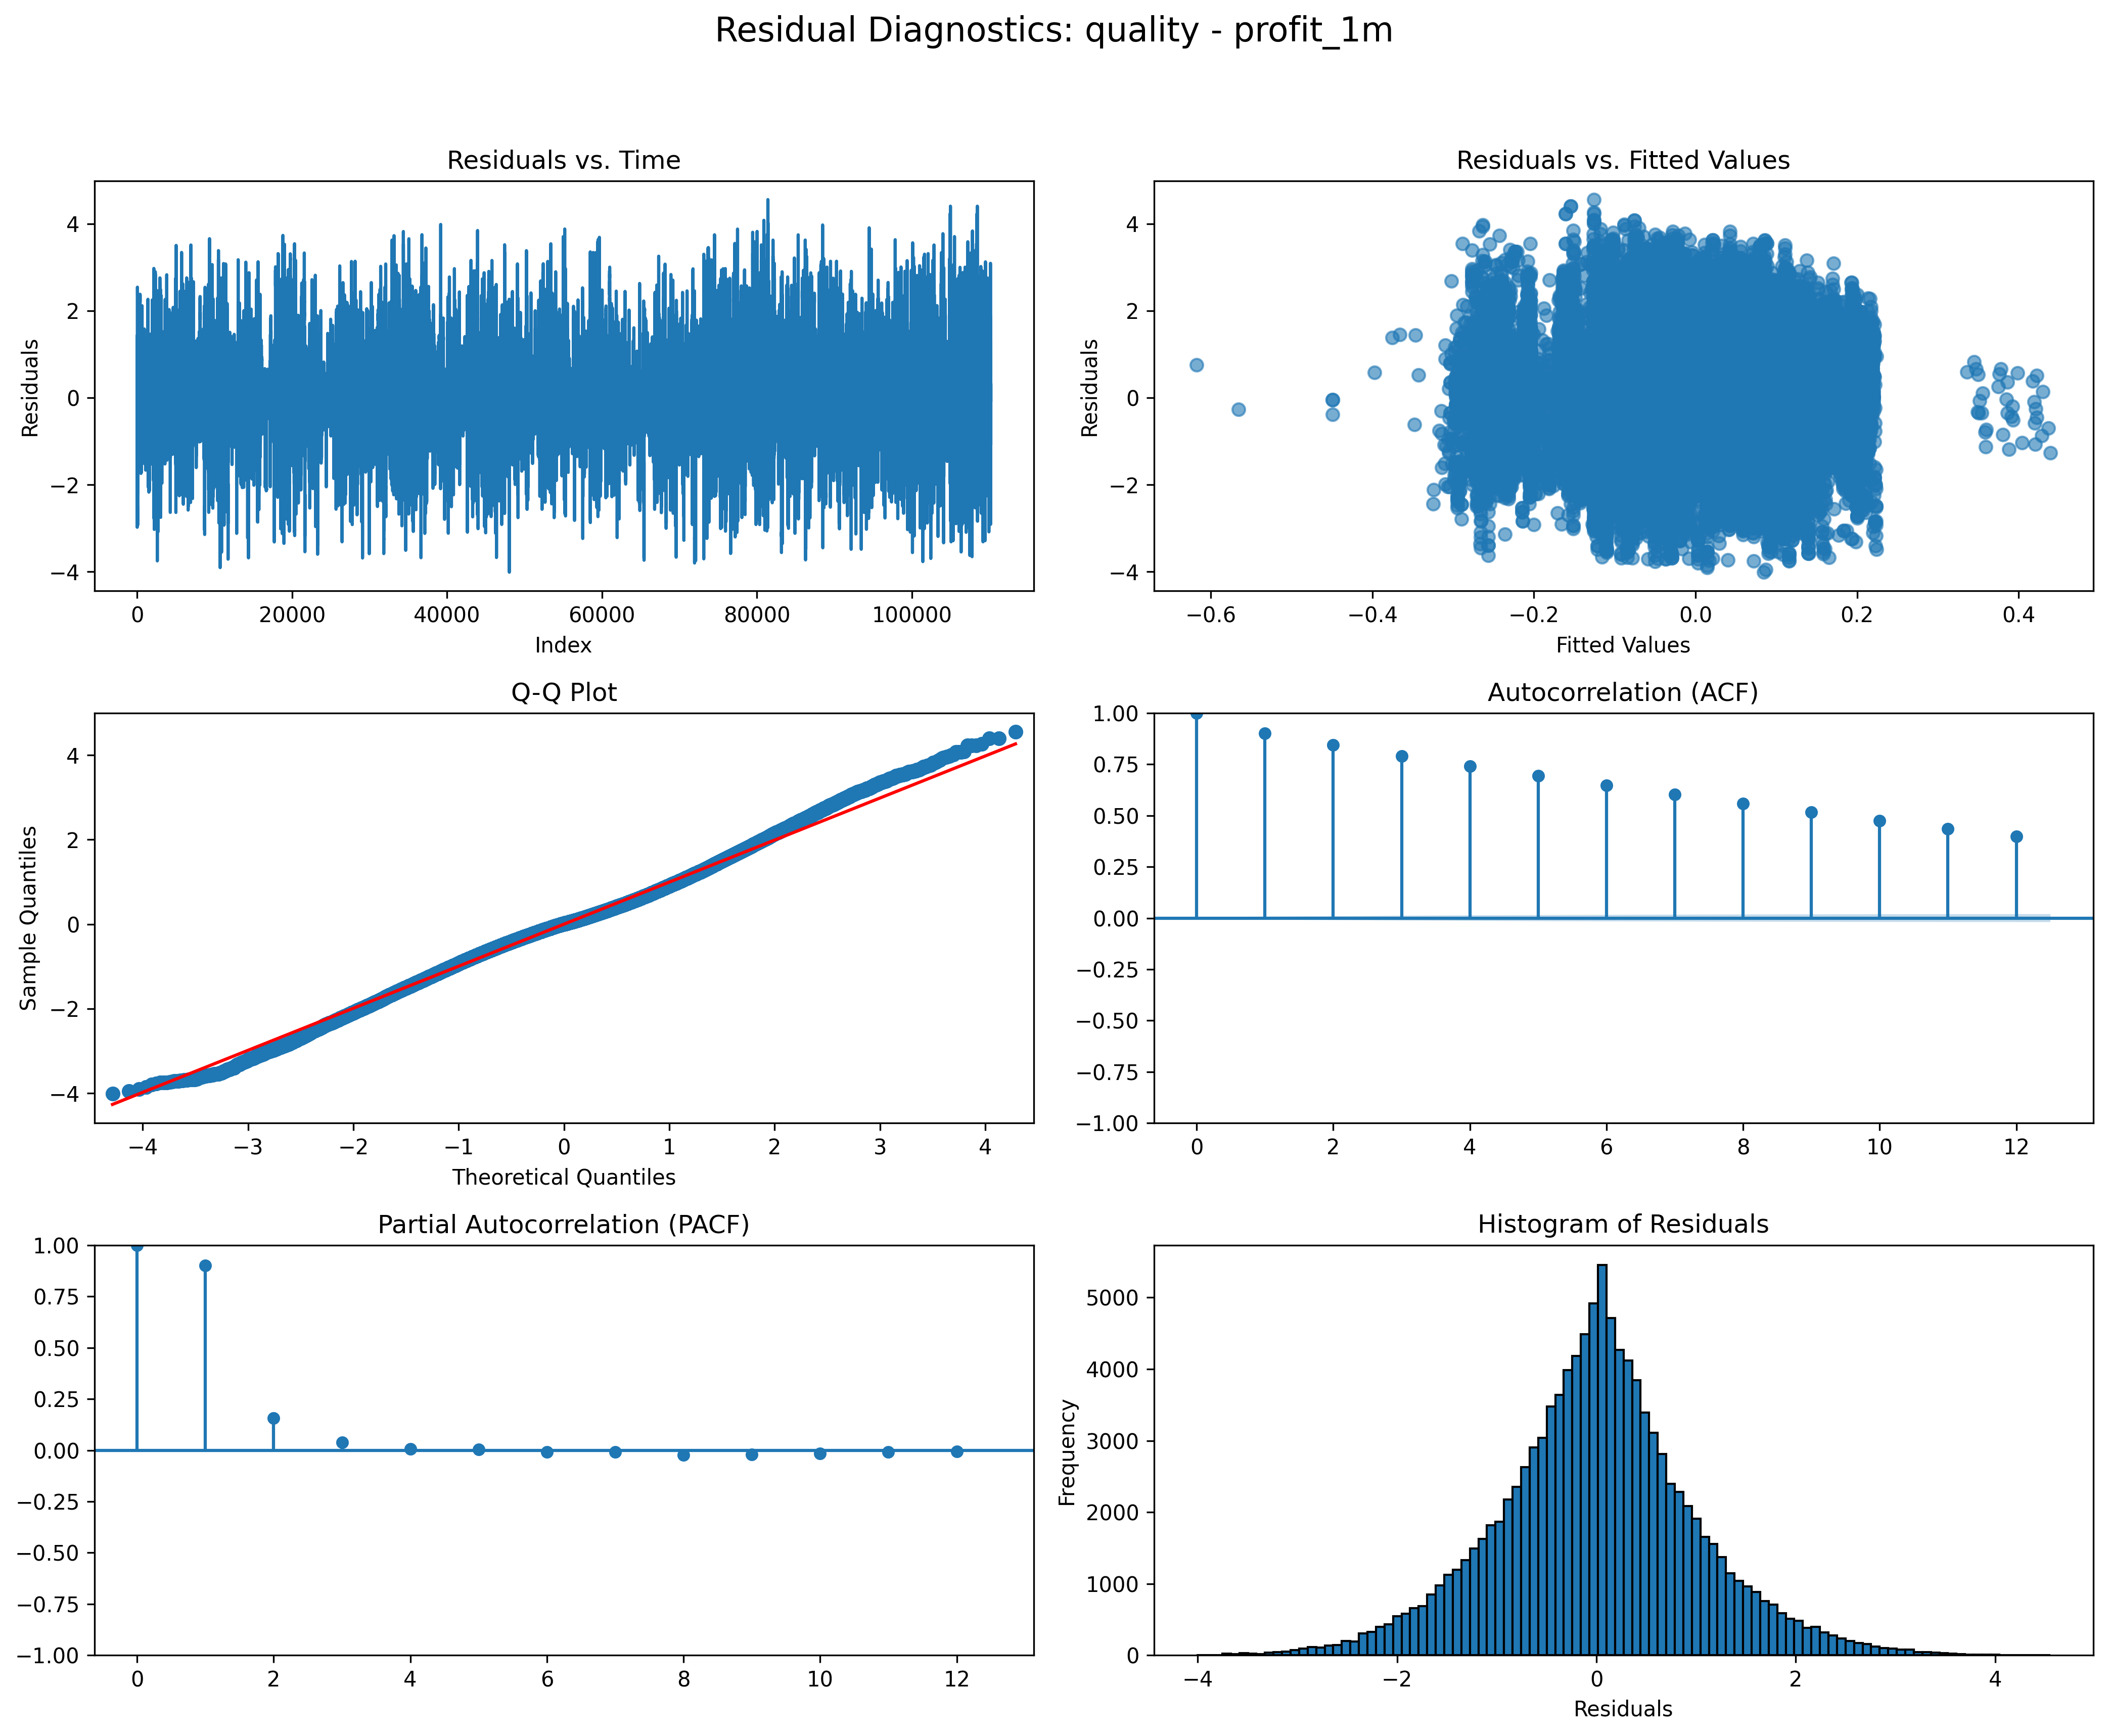 Residual Diagnostics: quality - profit_1m
Residuals vs. Time
4
2
0
−2
−4
Residuals
0 20000 40000 60000 80000 100000
Index
Residuals vs. Fitted Values
4
2
0
−2
−4
Residuals
−0.6 −0.4 −0.2 0.0 0.2 0.4
Fitted Values
Q-Q Plot
4
2
0
−2
−4
Sample Quantiles
−4 −3 −2 −1 0 1 2 3 4
Theoretical Quantiles
Autocorrelation (ACF)
1.00
0.75
0.50
0.25
0.00
−0.25
−0.50
−0.75
−1.00
0 2 4 6 8 10 12
Partial Autocorrelation (PACF)
1.00
0.75
0.50
0.25
0.00
−0.25
−0.50
−0.75
−1.00
0 2 4 6 8 10 12
Histogram of Residuals
5000
4000
3000
2000
1000
0
Frequency
−4 −2 0 2 4
Residuals